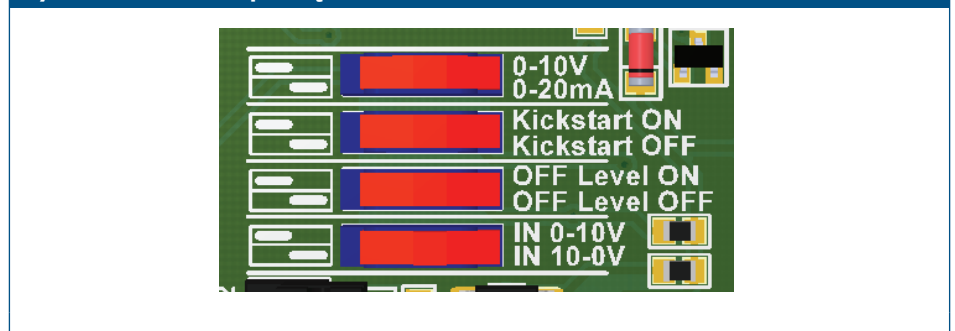 0-10V
0-20mA
Kickstart ON
Kickstart OFF
OFF Level ON
OFF Level OFF
IN 0-10V
IN 10-0V